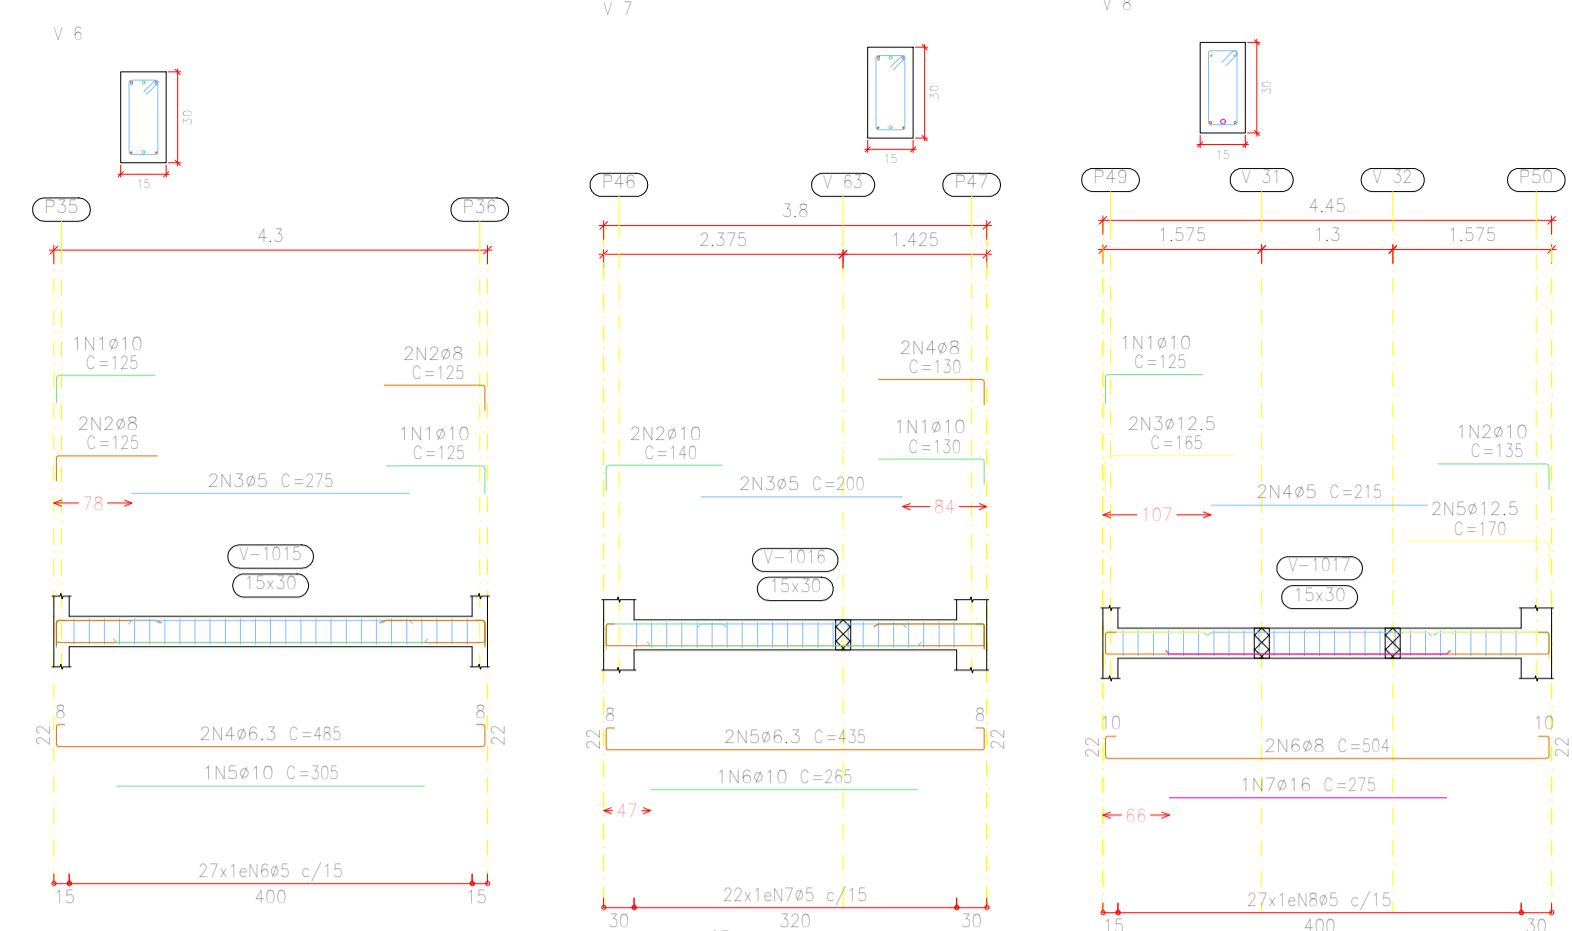 V 6
30
15
P35
P36
4.3
1N1ø10
C=125
2N2ø8
C=125
2N2ø8
C=125
1N1ø10
C=125
2N3ø5 C=275
78
V-1015
15x30
8
8
22
22
2N4ø6.3 C=485
1N5ø10 C=305
27x1eN6ø5 c/15
15
400
15
V 7
30
15
P46
V 63
P47
3.8
2.375
1.425
2N4ø8
C=130
2N2ø10
C=140
1N1ø10
C=130
2N3ø5 C=200
84
V-1016
15x30
8
8
22
22
2N5ø6.3 C=435
1N6ø10 C=265
47
22x1eN7ø5 c/15
30
320
30
V 8
30
15
P49
V 31
V 32
P50
4.45
1.575
1.3
1.575
1N1ø10
C=125
2N3ø12.5
C=165
1N2ø10
C=135
2N4ø5 C=215
107
2N5ø12.5
C=170
V-1017
15x30
10
10
22
22
2N6ø8 C=504
1N7ø16 C=275
66
27x1eN8ø5 c/15
15
400
30